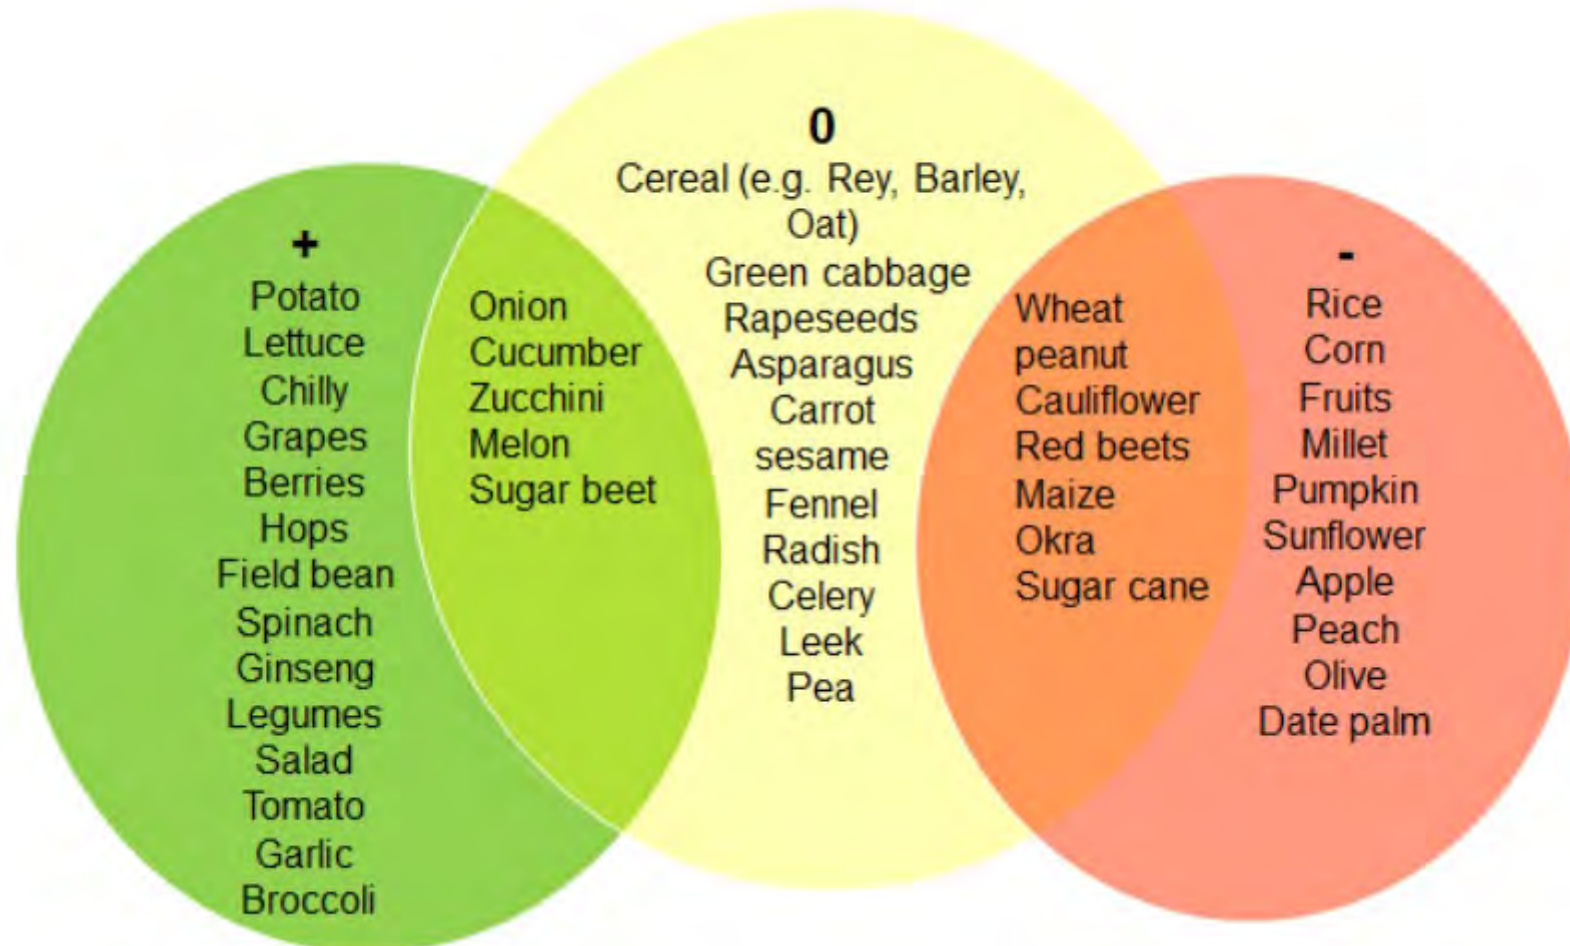 +
Potato
Lettuce
Chilly
Grapes
Berries
Hops
Field bean
Spinach
Ginseng
Legumes
Salad
Tomato
Garlic
Broccoli
Onion
Cucumber
Zucchini
Melon
Sugar beet
0
Cereal (e.g. Rey, Barley,
Oat)
Green cabbage
Rapeseeds
Asparagus
Carrot
sesame
Fennel
Radish
Celery
Leek
Pea
Wheat
peanut
Cauliflower
Red beets
Maize
Okra
Sugar cane
-
Rice
Corn
Fruits
Millet
Pumpkin
Sunflower
Apple
Peach
Olive
Date palm